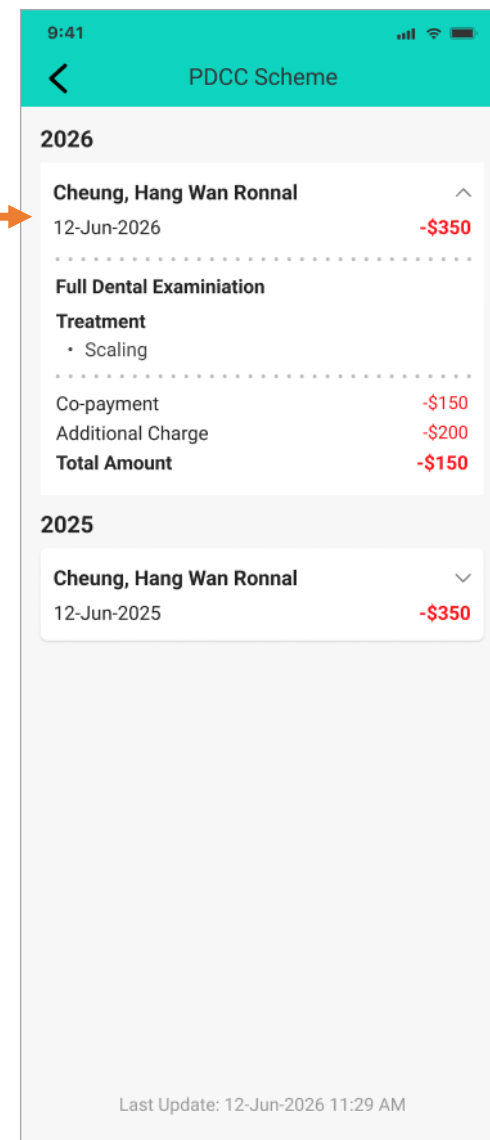 9:41
PDCC Scheme
2026
Cheung, Hang Wan Ronnal
12-Jun-2026 -$350
Full Dental Examiniation
Treatment
• Scaling
Co-payment -$150
Additional Charge -$200
Total Amount -$150
2025
Cheung, Hang Wan Ronnal
12-Jun-2025 -$350
Last Update: 12-Jun-2026 11:29 AM